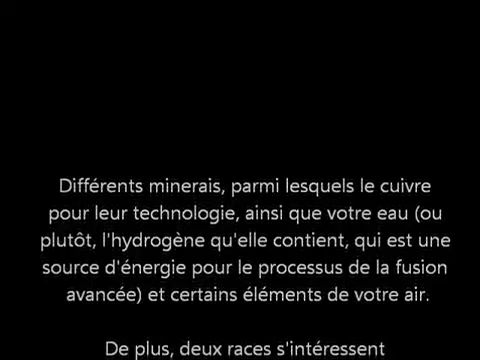 Différents minerais, parmi lesquels le cuivre
pour leur technologie, ainsi que votre eau (ou
plutôt, l'hydrogène qu'elle contient, qui est une
source d'énergie pour le processus de la fusion
avancée) et certains éléments de votre air.
De plus, deux races s'intéressent